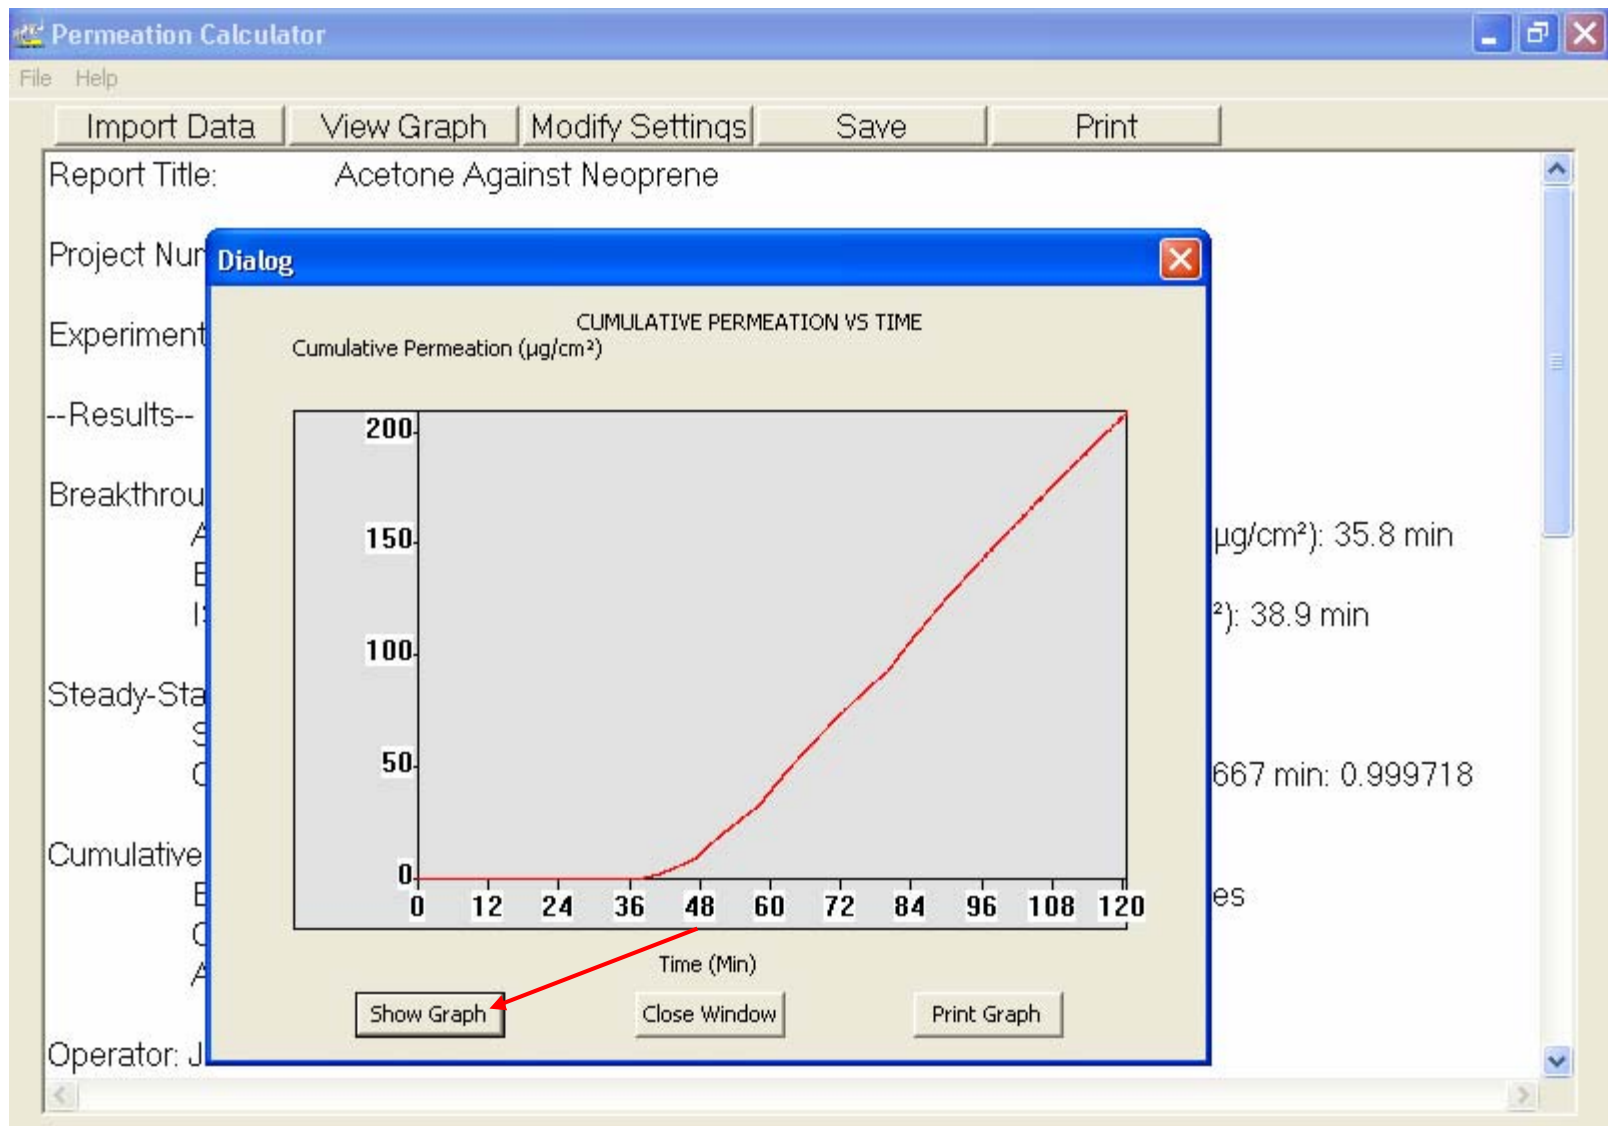 Permeation Calculator
File Help
Import Data View Graph Modify Settings Save Print
Report Title: Acetone Against Neoprene
Project Nur
Dialog
CUMULATIVE PERMEATION VS TIME
Experiment
Cumulative Permeation (µg/cm²)
--Results--
200
Breakthrou
150
µg/cm²): 35.8 min
²): 38.9 min
100
Steady-Sta
50
667 min: 0.999718
Cumulative
0
es
0 12 24 36 48 60 72 84 96 108 120
Time (Min)
Show Graph Close Window Print Graph
Operator: J